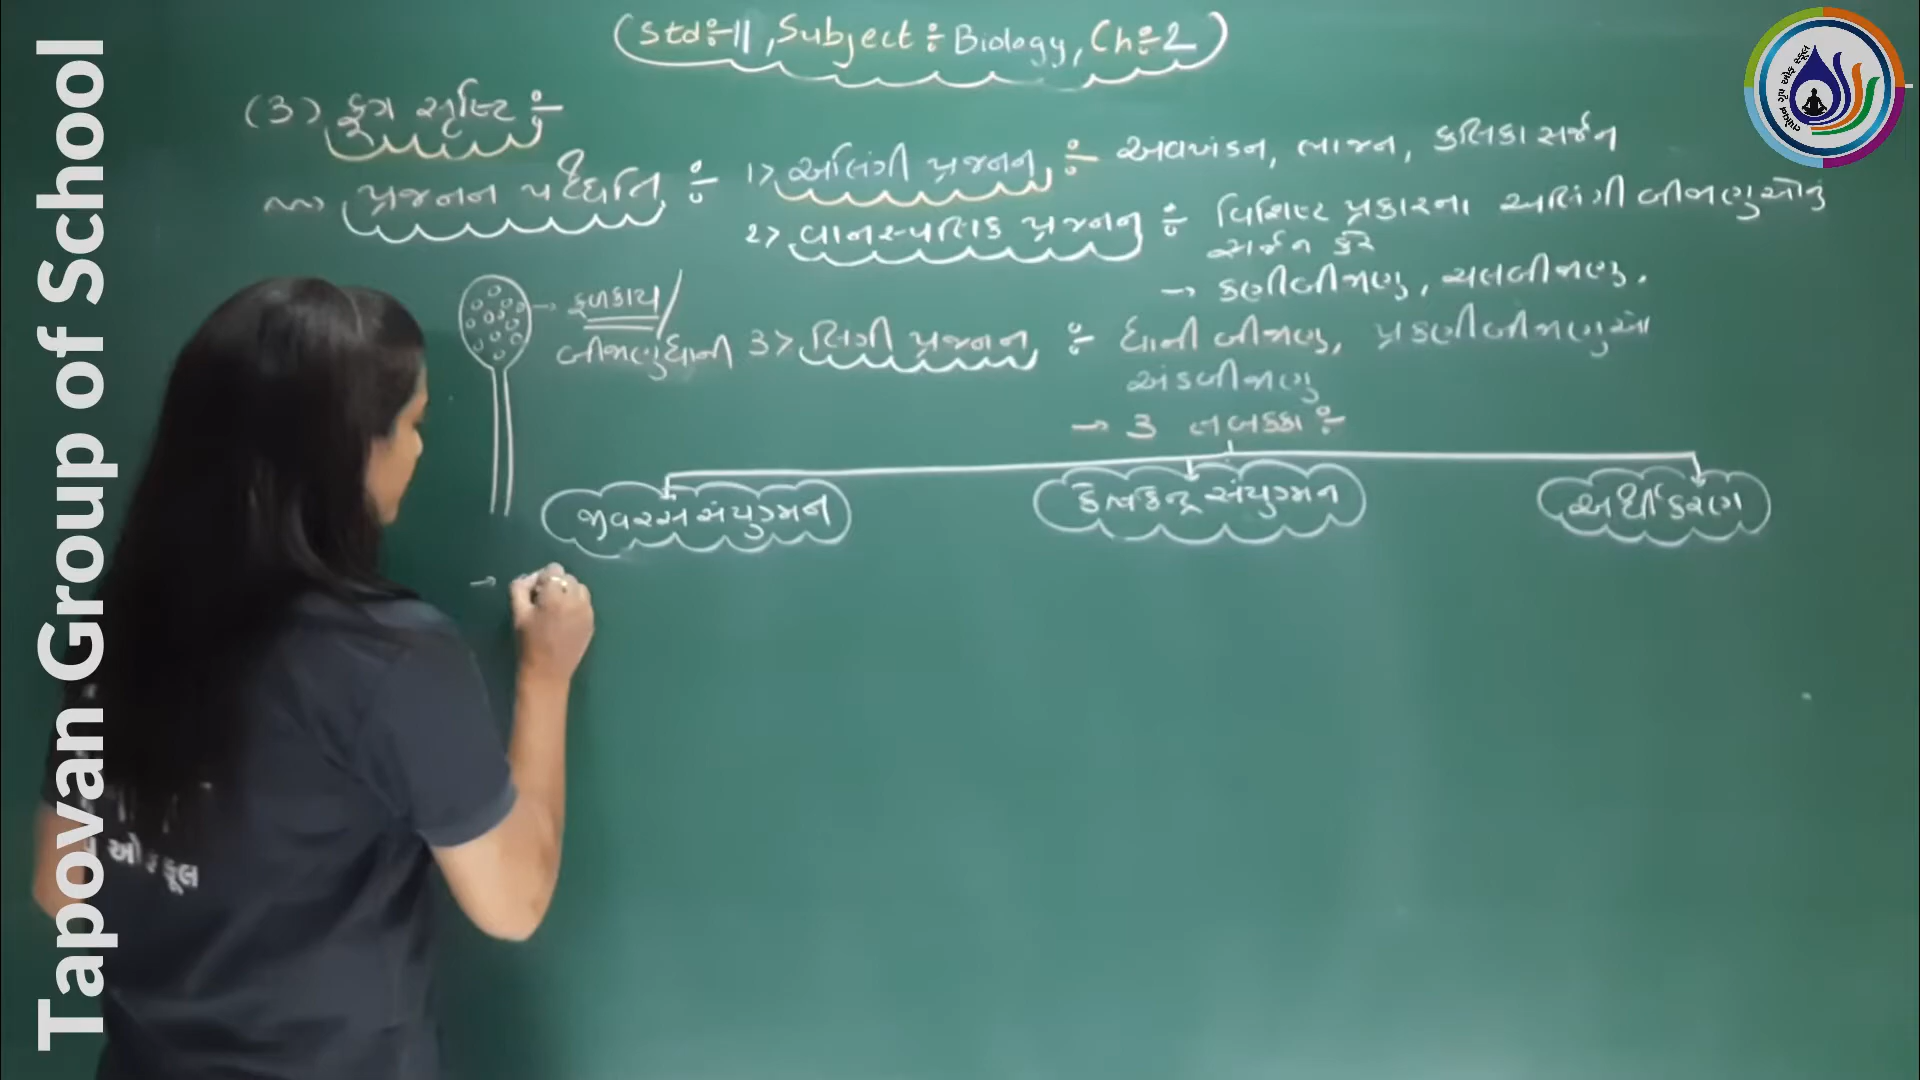 (Std:-11, Subject:- Biology, Ch:-2)
(3) ફૂગ સૃષ્ટિ :-
પ્રજનન પદ્ધતિ :- 1> અલિંગી પ્રજનન :- અવખંડન, ભાજન, કલિકા સર્જન
2> વાનસ્પતિક પ્રજનન :- વિશિષ્ટ પ્રકારના અલિંગી બીજાણુઓનું
સર્જન કરે
→ કણીબીજાણુ, ચલબીજાણુ.
→ ફળકાય/
બીજાણુધાની
3> લિંગી પ્રજનન :- ધાની બીજાણુ, પ્રકણીબીજાણુઓ
અંડબીજાણુ
→ 3 તબક્કા :-
જીવરસ સંયુગ્મન
કોષકેન્દ્ર સંયુગ્મન
અર્ધીકરણ
→
Tapovan Group of School
ઓફ સ્કૂલ